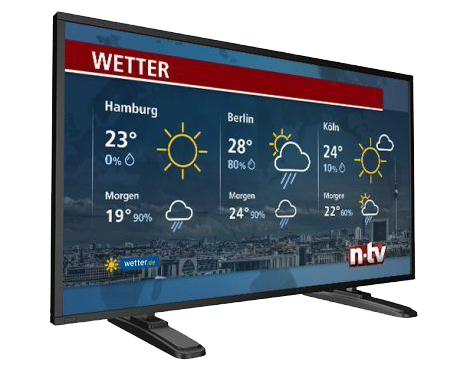 WETTER
Hamburg
23°
0%
Morgen
19° 90%
Berlin
28°
80%
Morgen
24° 90%
Köln
24°
10%
Morgen
22° 60%
wetter.de
n-tv